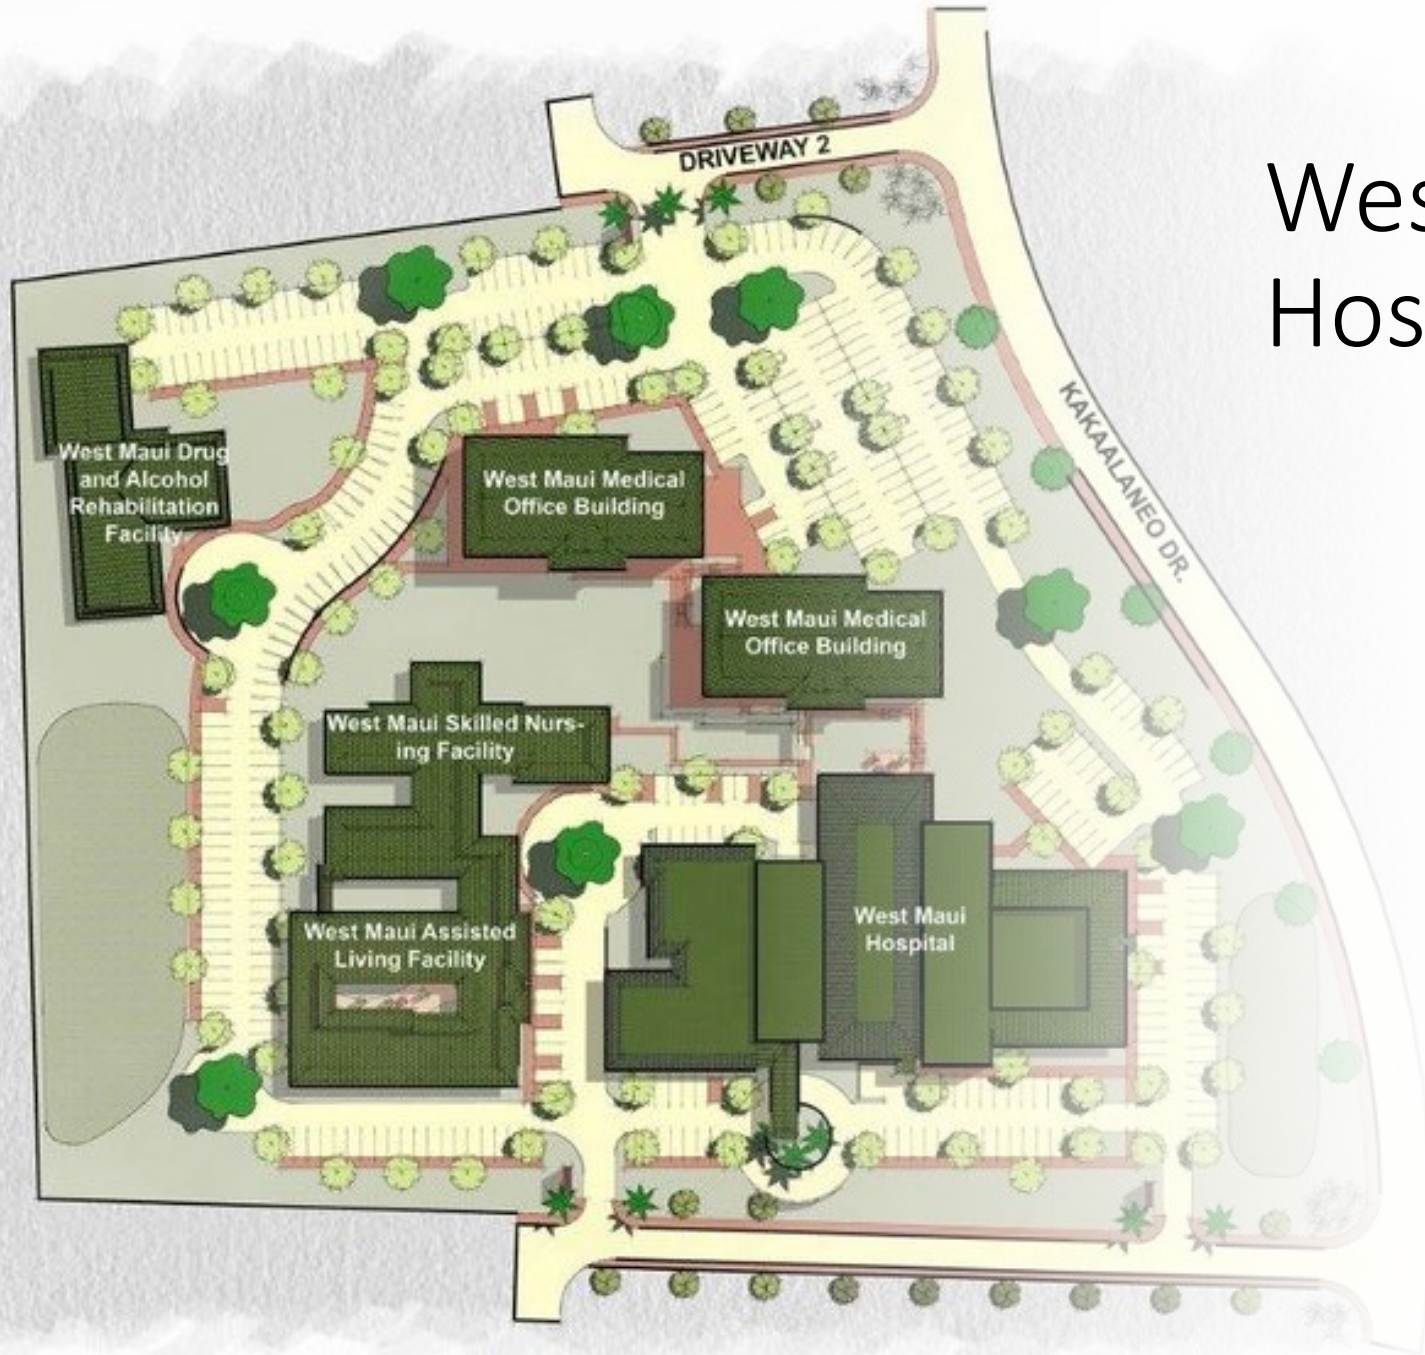 Wes
Hos
DRIVEWAY 2
KAKAALANEO DR.
West Maui Drug
and Alcohol
Rehabilitation
Facility
West Maui Medical
Office Building
West Maui Medical
Office Building
West Maui Skilled Nurs-
ing Facility
West Maui Assisted
Living Facility
West Maui
Hospital